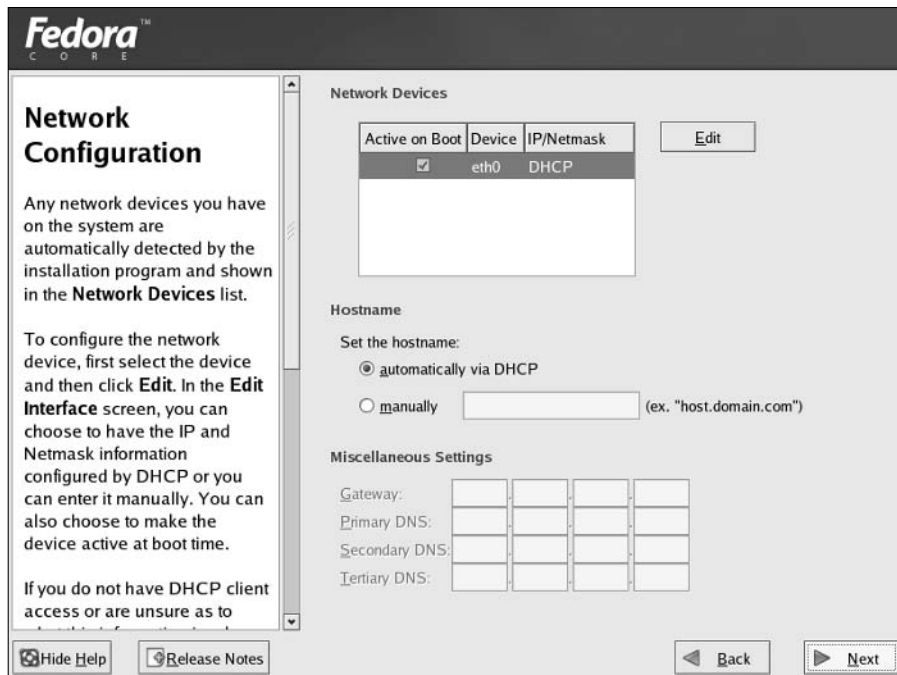 Fedora™
CORE
Network
Configuration
Any network devices you have
on the system are
automatically detected by the
installation program and shown
in the Network Devices list.
To configure the network
device, first select the device
and then click Edit. In the Edit
Interface screen, you can
choose to have the IP and
Netmask information
configured by DHCP or you
can enter it manually. You can
also choose to make the
device active at boot time.
If you do not have DHCP client
access or are unsure as to
Network Devices
Active on Boot Device IP/Netmask
eth0 DHCP
Edit
Hostname
Set the hostname:
automatically via DHCP
manually (ex. "host.domain.com")
Miscellaneous Settings
Gateway:
Primary DNS:
Secondary DNS:
Tertiary DNS:
Hide Help
Release Notes
Back
Next